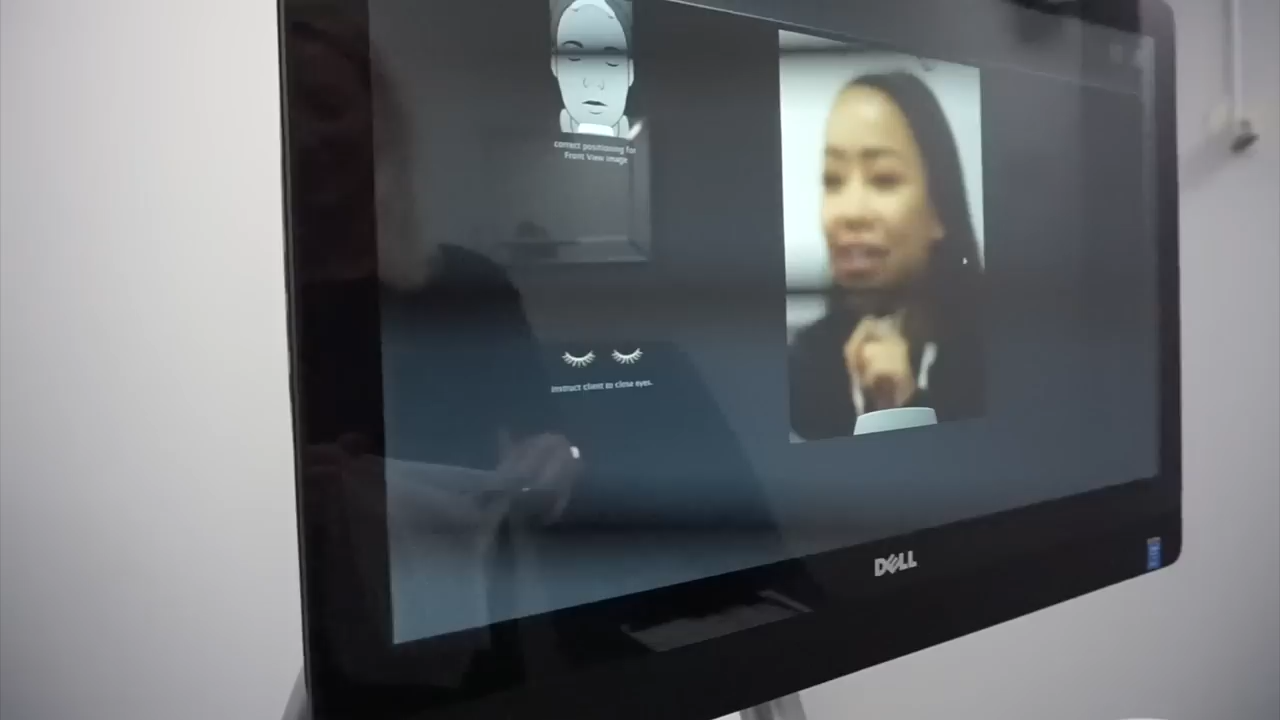 correct positioning for
Front View image
Instruct client to close eyes.
DELL